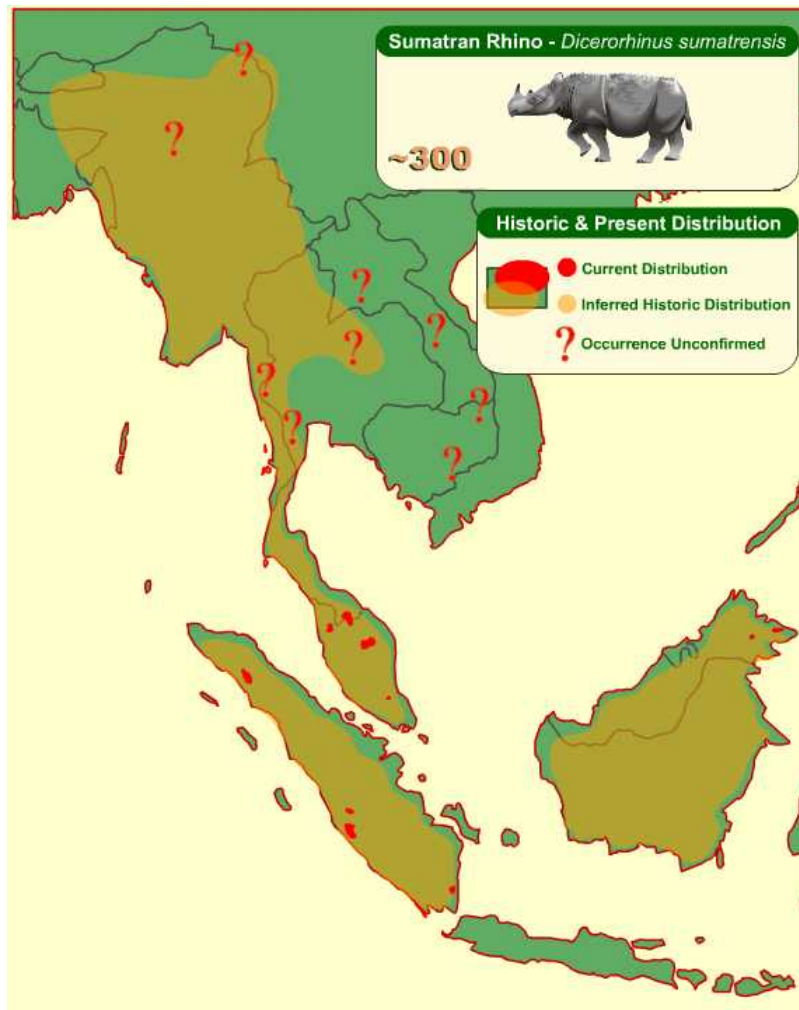 Sumatran Rhino - Dicerorhinus sumatrensis
~300
Historic & Present Distribution
Current Distribution
Inferred Historic Distribution
? Occurrence Unconfirmed
?
?
?
?
?
?
?
?
?